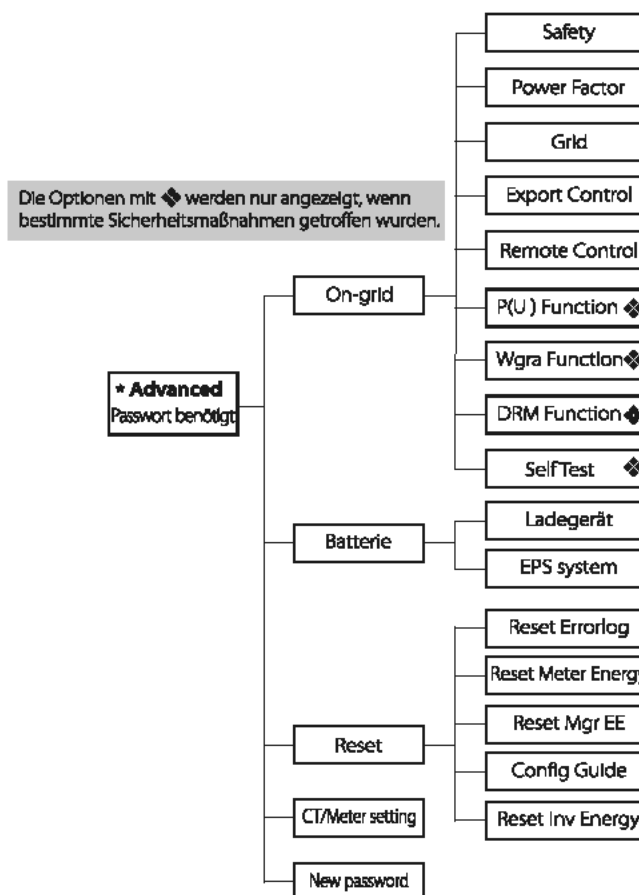 Safety
Power Factor
Grid
Die Optionen mit ❖ werden nur angezeigt, wenn
bestimmte Sicherheitsmaßnahmen getroffen wurden.
Export Control
Remote Control
On-grid
P(U) Function ❖
Wgra Function ❖
* Advanced
Passwort benötigt
DRM Function ❖
Self Test ❖
Batterie
Ladegerät
EPS system
Reset Errorlog
Reset Meter Energy
Reset
Reset Mgr EE
Config Guide
CT/Meter setting
Reset Inv Energy
New password